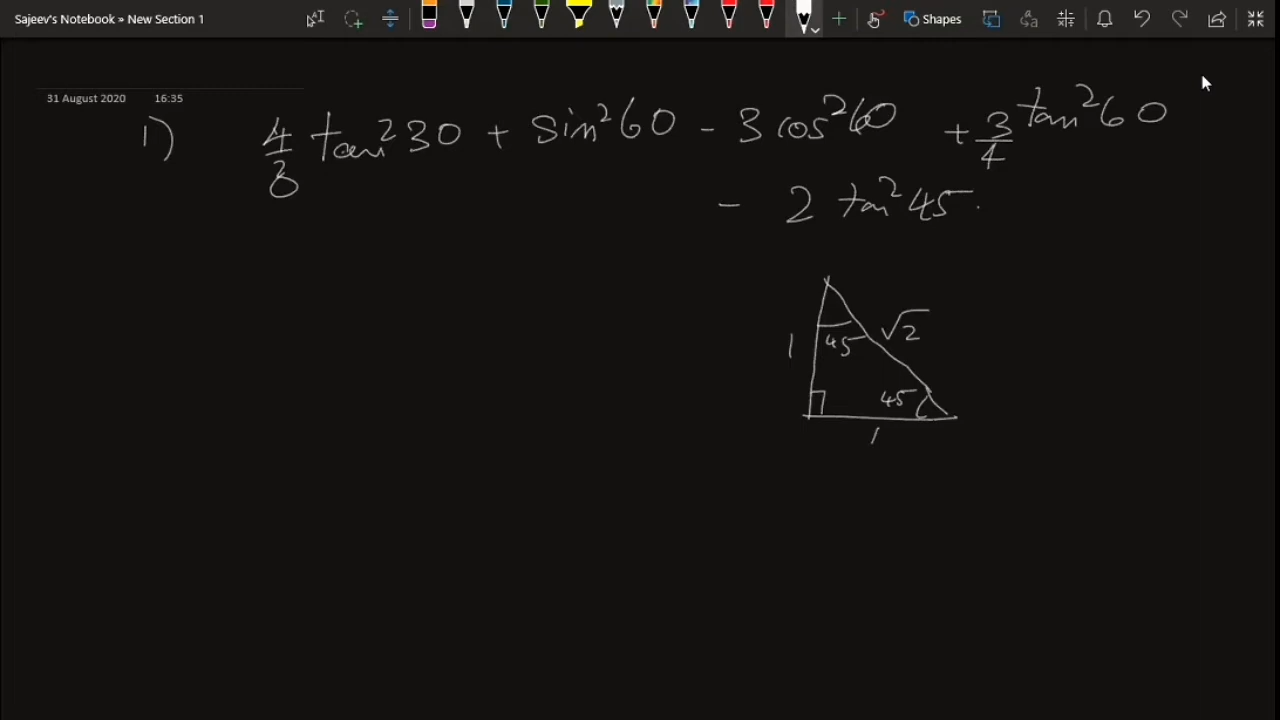 Sajeev's Notebook » New Section 1
Shapes
31 August 2020 16:35
1) 4/3 tan²30 + sin²60 - 3 cos²60 + 3/4 tan²60
- 2 tan²45.
45 √2
1
45
1